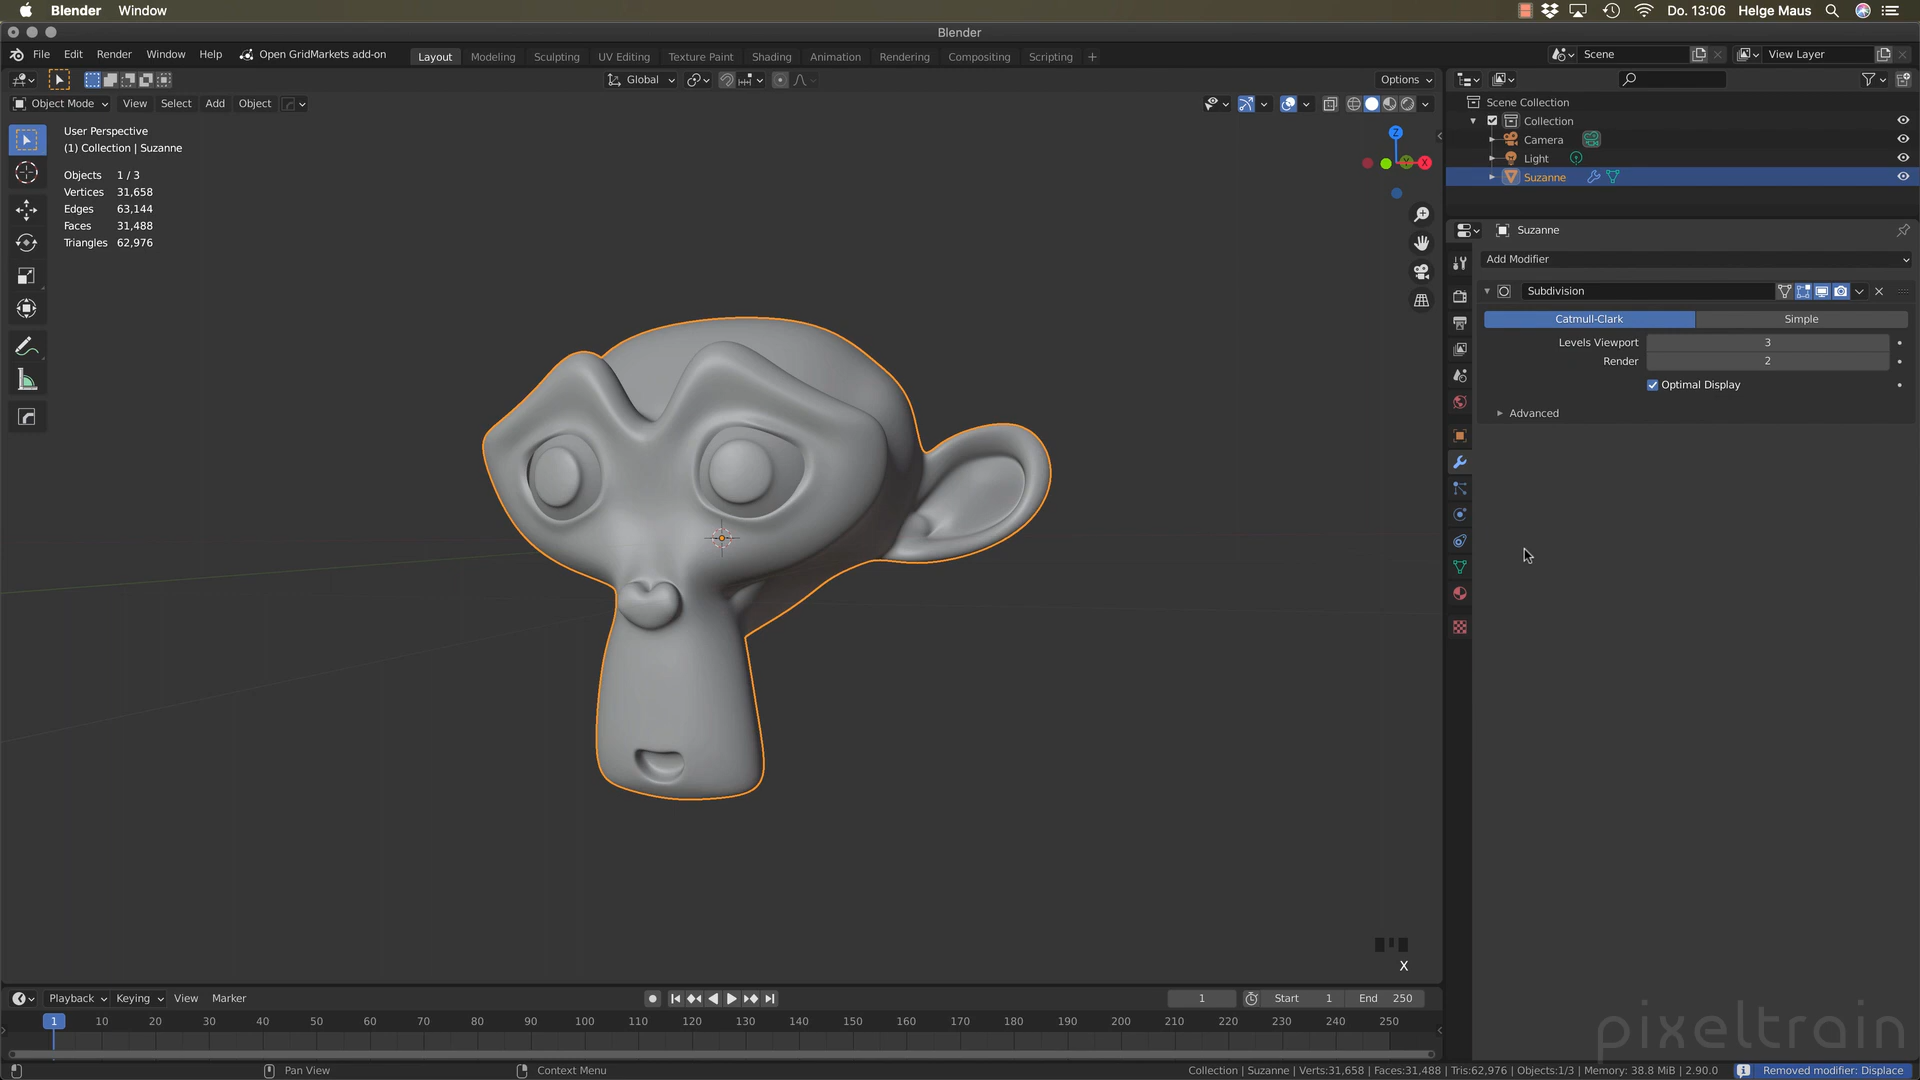 Blender Window Do. 13:06 Helge Maus
Blender
File Edit Render Window Help Open GridMarkets add-on Layout Modeling Sculpting UV Editing Texture Paint Shading Animation Rendering Compositing Scripting + Scene View Layer
Global Options
Object Mode View Select Add Object
User Perspective
(1) Collection | Suzanne
Objects 1 / 3
Vertices 31,658
Edges 63,144
Faces 31,488
Triangles 62,976
Z
Y
X
Scene Collection
Collection
Camera
Light
Suzanne
Suzanne
Add Modifier
Subdivision
Catmull-Clark Simple
Levels Viewport 3
Render 2
Optimal Display
Advanced
X
Playback Keying View Marker 1 Start 1 End 250
1 10 20 30 40 50 60 70 80 90 100 110 120 130 140 150 160 170 180 190 200 210 220 230 240 250
pixeltrain
Pan View Context Menu Collection | Suzanne | Verts:31,658 | Faces:31,488 | Tris:62,976 | Objects:1/3 | Memory: 38.8 MiB | 2.90.0 Removed modifier: Displace